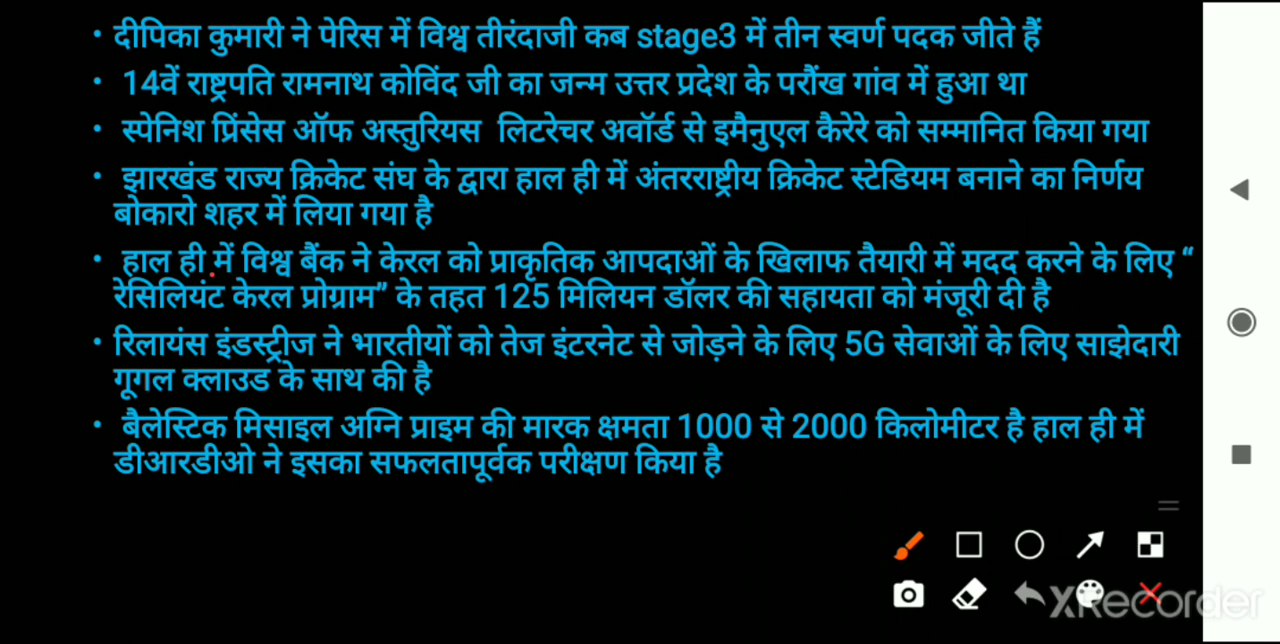 • दीपिका कुमारी ने पेरिस में विश्व तीरंदाजी कब stage3 में तीन स्वर्ण पदक जीते हैं
• 14वें राष्ट्रपति रामनाथ कोविंद जी का जन्म उत्तर प्रदेश के परौंख गांव में हुआ था
• स्पेनिश प्रिंसेस ऑफ अस्तुरियस लिटरेचर अवॉर्ड से इमैनुएल कैरेरे को सम्मानित किया गया
• झारखंड राज्य क्रिकेट संघ के द्वारा हाल ही में अंतरराष्ट्रीय क्रिकेट स्टेडियम बनाने का निर्णय
बोकारो शहर में लिया गया है
• हाल ही में विश्व बैंक ने केरल को प्राकृतिक आपदाओं के खिलाफ तैयारी में मदद करने के लिए “
रेसिलियंट केरल प्रोग्राम” के तहत 125 मिलियन डॉलर की सहायता को मंजूरी दी है
• रिलायंस इंडस्ट्रीज ने भारतीयों को तेज इंटरनेट से जोड़ने के लिए 5G सेवाओं के लिए साझेदारी
गूगल क्लाउड के साथ की है
• बैलेस्टिक मिसाइल अग्नि प्राइम की मारक क्षमता 1000 से 2000 किलोमीटर है हाल ही में
डीआरडीओ ने इसका सफलतापूर्वक परीक्षण किया है
XRecorder